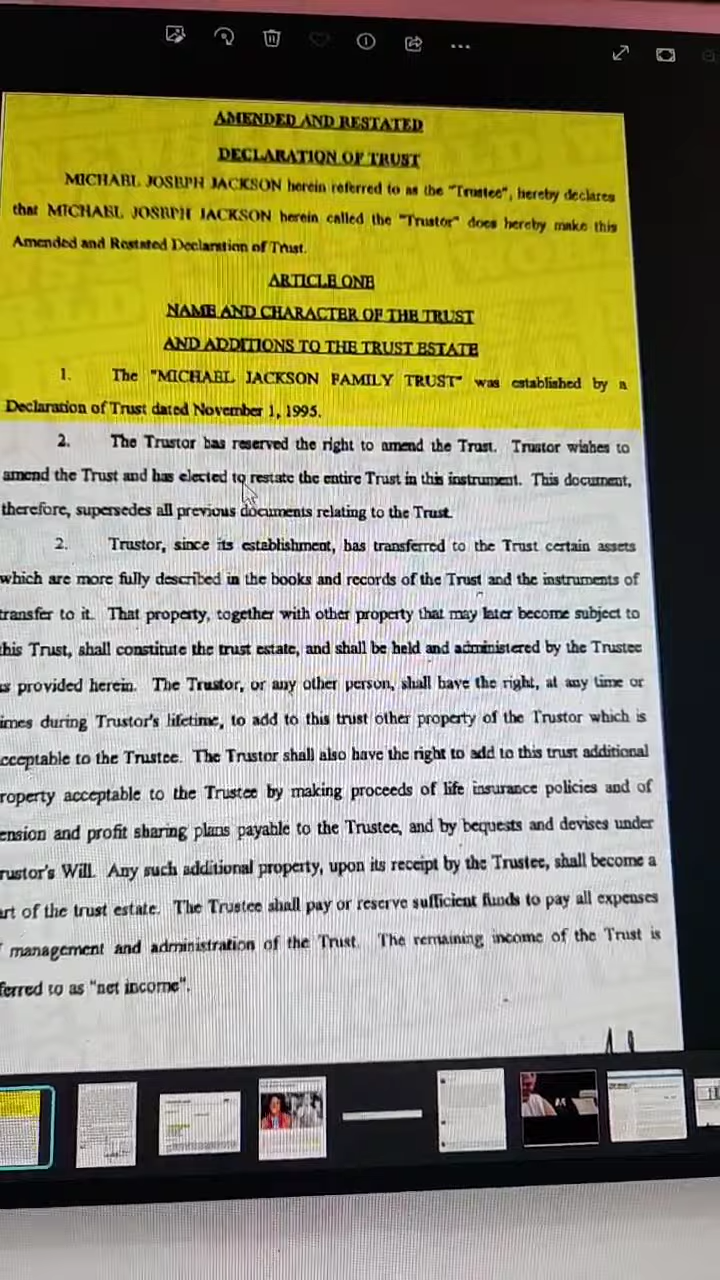 AMENDED AND RESTATED
DECLARATION OF TRUST
MICHAEL JOSEPH JACKSON herein referred to as the "Trustee", hereby declares
that MICHAEL JOSEPH JACKSON herein called the "Trustor" does hereby make this
Amended and Restated Declaration of Trust.
ARTICLE ONE
NAME AND CHARACTER OF THE TRUST
AND ADDITIONS TO THE TRUST ESTATE
1. The "MICHAEL JACKSON FAMILY TRUST" was established by a
Declaration of Trust dated November 1, 1995.
2. The Trustor has reserved the right to amend the Trust. Trustor wishes to
amend the Trust and has elected to restate the entire Trust in this instrument. This document,
therefore, supersedes all previous documents relating to the Trust.
2. Trustor, since its establishment, has transferred to the Trust certain assets
which are more fully described in the books and records of the Trust and the instruments of
transfer to it. That property, together with other property that may later become subject to
this Trust, shall constitute the trust estate, and shall be held and administered by the Trustee
as provided herein. The Trustor, or any other person, shall have the right, at any time or
imes during Trustor's lifetime, to add to this trust other property of the Trustor which is
cceptable to the Trustee. The Trustor shall also have the right to add to this trust additional
roperty acceptable to the Trustee by making proceeds of life insurance policies and of
ension and profit sharing plans payable to the Trustee, and by bequests and devises under
rustor's Will. Any such additional property, upon its receipt by the Trustee, shall become a
art of the trust estate. The Trustee shall pay or reserve sufficient funds to pay all expenses
management and administration of the Trust. The remaining income of the Trust is
ferred to as "net income".